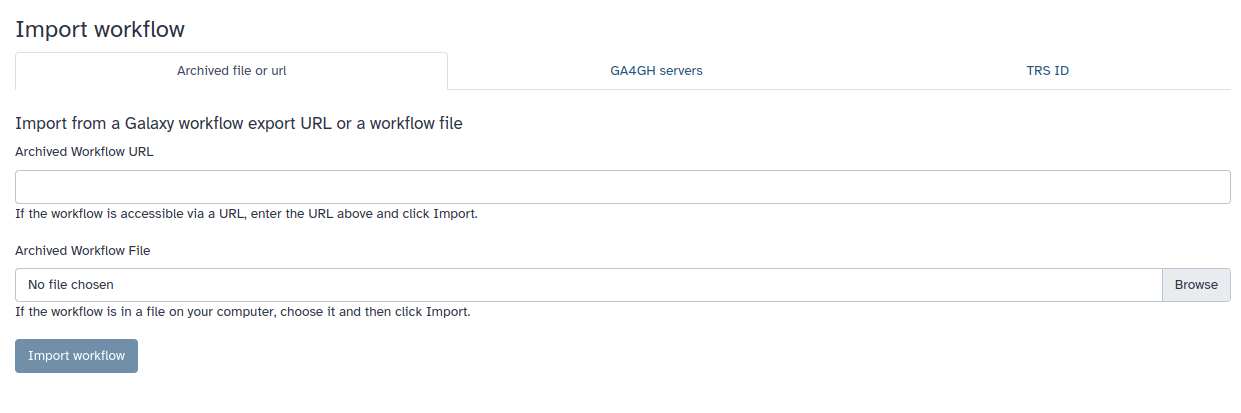 Import workflow
Archived file or url
GA4GH servers
TRS ID
Import from a Galaxy workflow export URL or a workflow file
Archived Workflow URL
If the workflow is accessible via a URL, enter the URL above and click Import.
Archived Workflow File
No file chosen
Browse
If the workflow is in a file on your computer, choose it and then click Import.
Import workflow